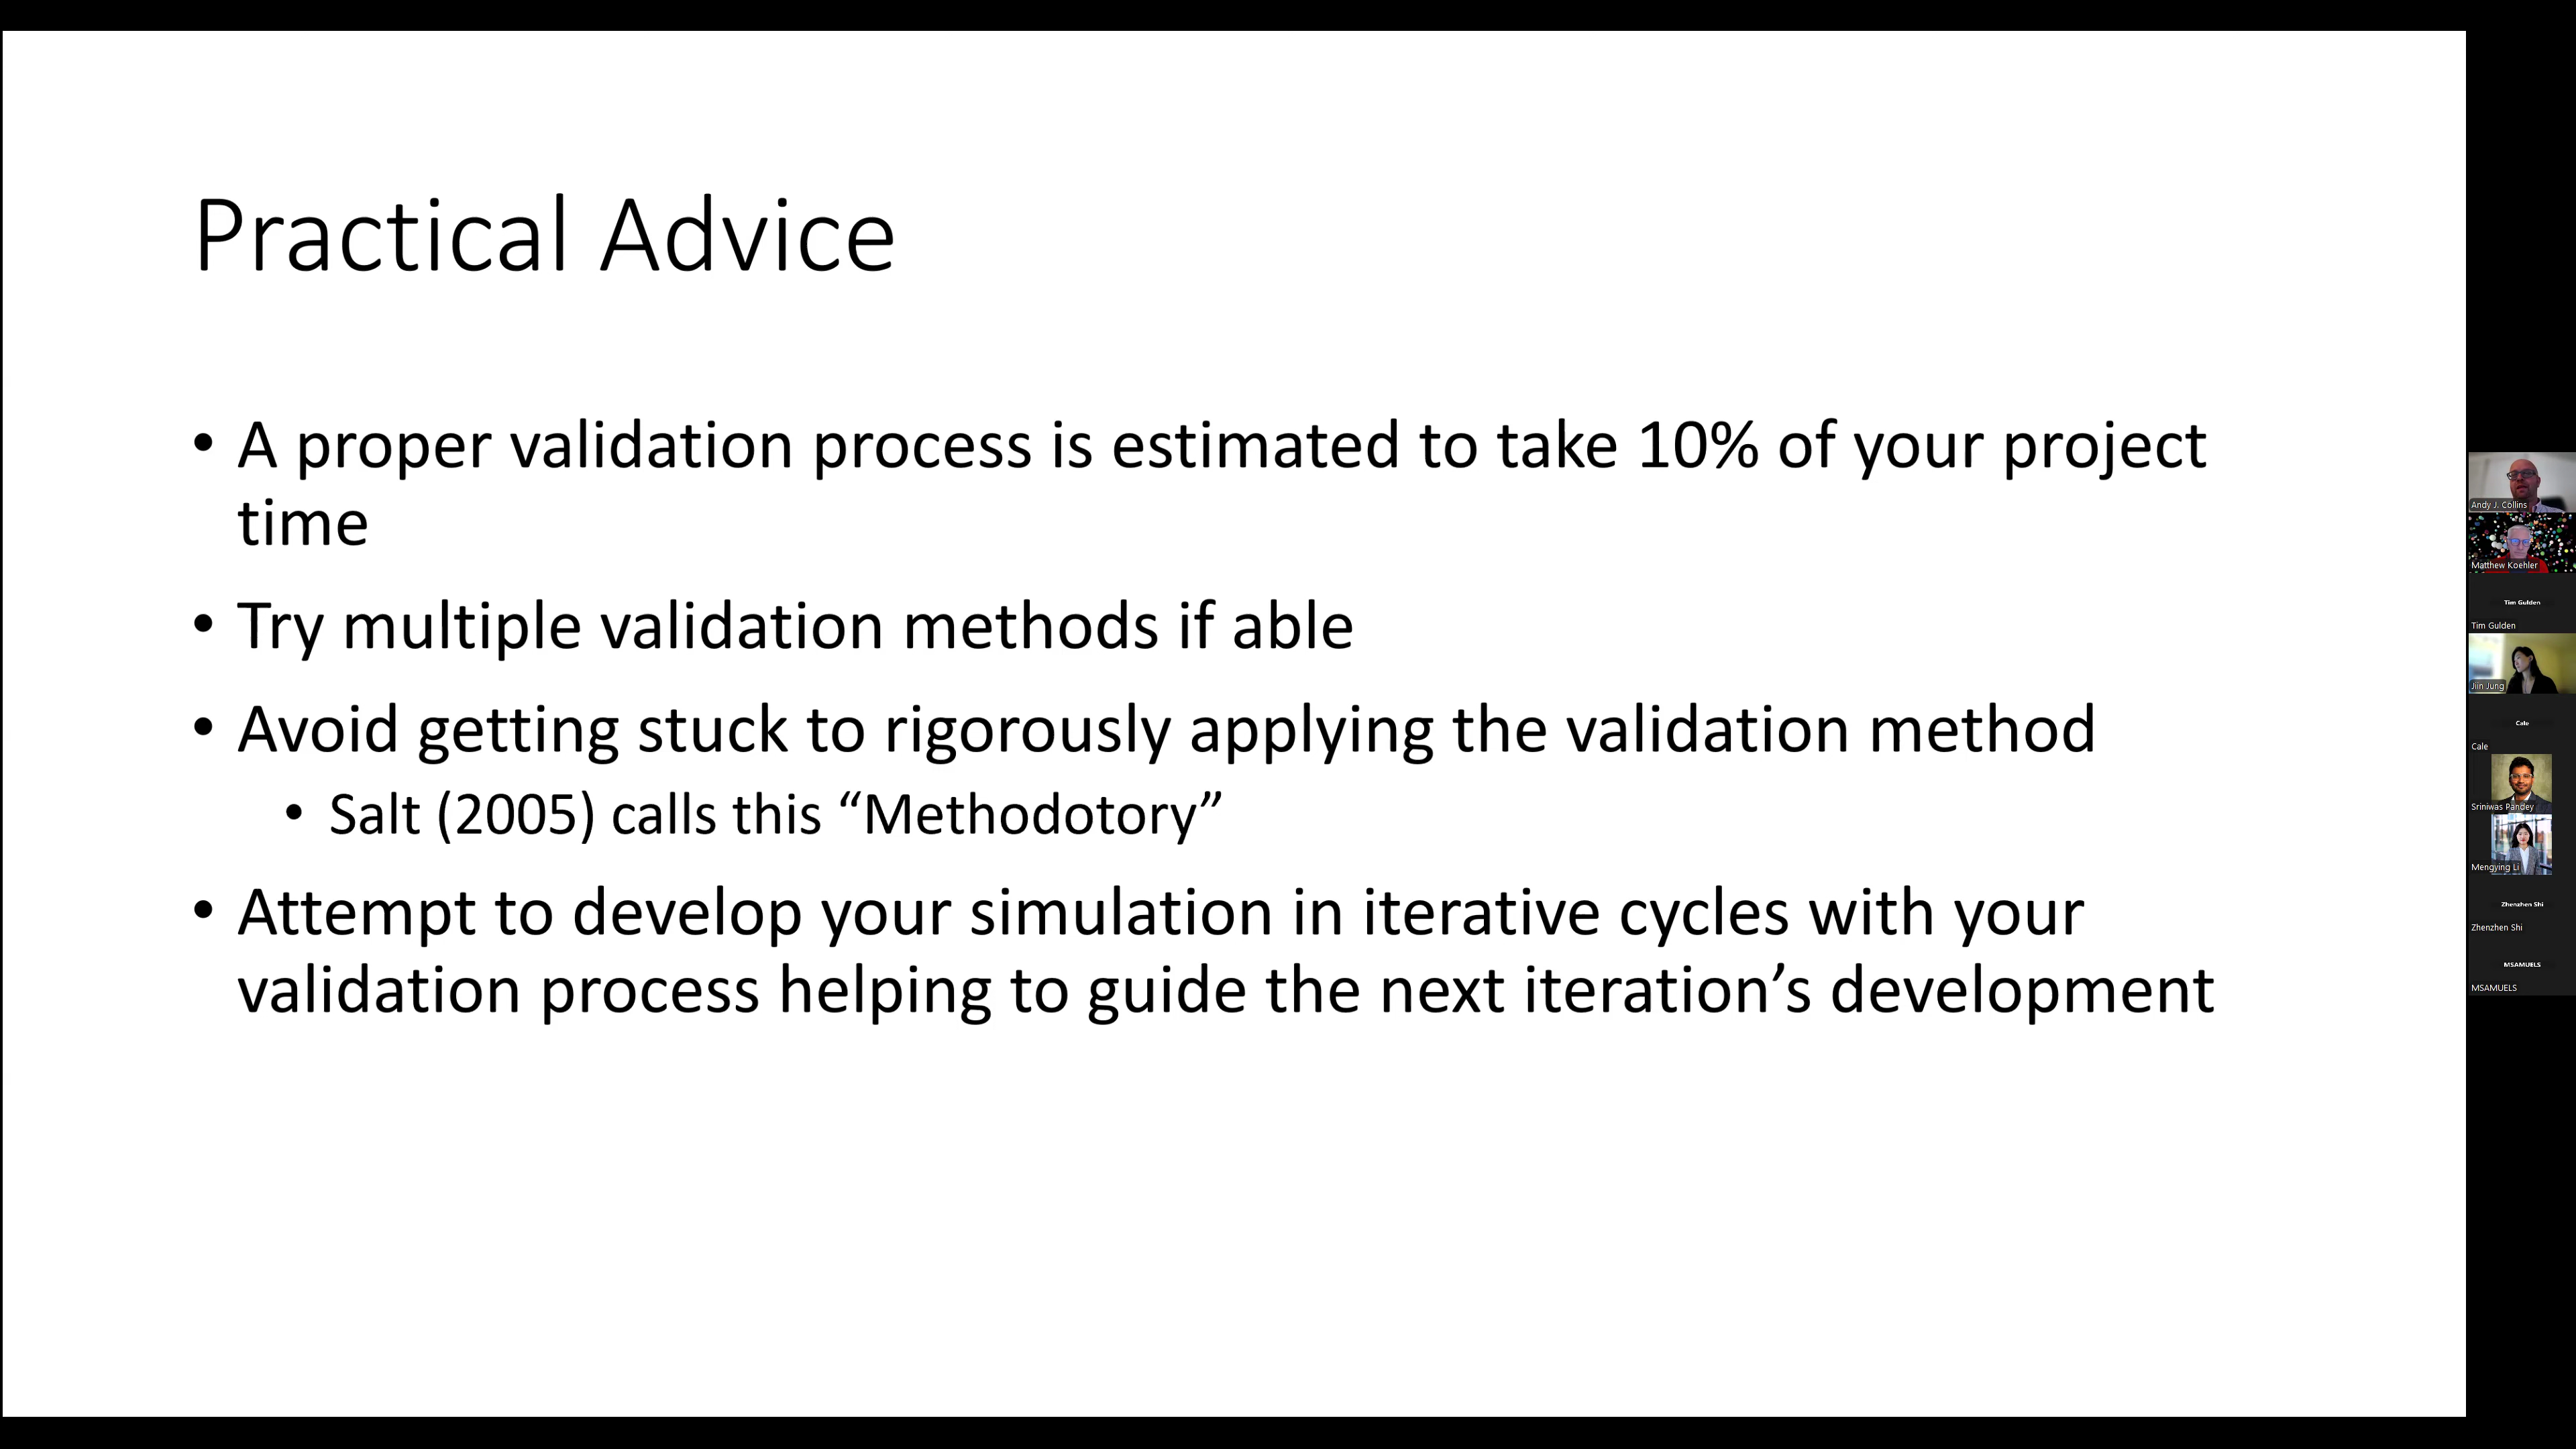 Practical Advice
• A proper validation process is estimated to take 10% of your project
time
• Try multiple validation methods if able
• Avoid getting stuck to rigorously applying the validation method
• Salt (2005) calls this “Methodotory”
• Attempt to develop your simulation in iterative cycles with your
validation process helping to guide the next iteration’s development
Andy J. Collins
Matthew Koehler
Tim Gulden
Tim Gulden
Jiin Jung
Cale
Cale
Sriniwas Pandey
Mengying Li
Zhenzhen Shi
Zhenzhen Shi
MSAMUELS
MSAMUELS